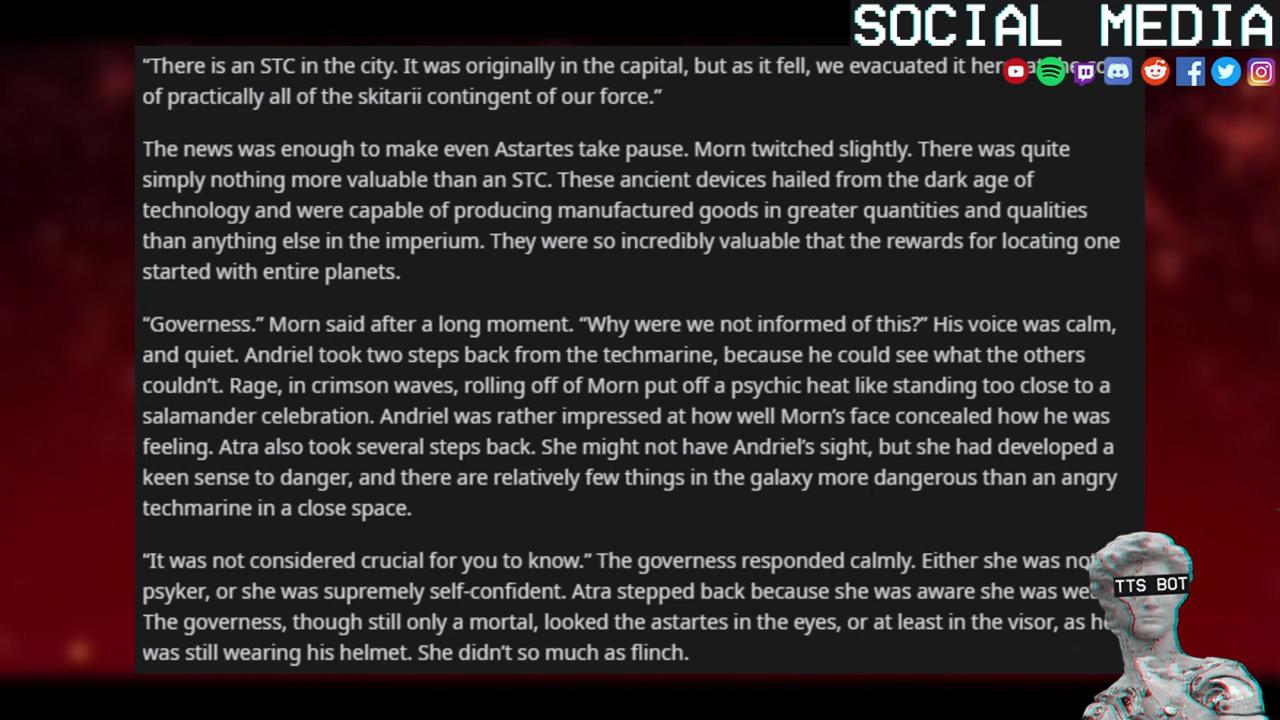 SOCIAL MEDIA
“There is an STC in the city. It was originally in the capital, but as it fell, we evacuated it
of practically all of the skitarii contingent of our force.”
The news was enough to make even Astartes take pause. Morn twitched slightly. There was quite
simply nothing more valuable than an STC. These ancient devices hailed from the dark age of
technology and were capable of producing manufactured goods in greater quantities and qualities
than anything else in the imperium. They were so incredibly valuable that the rewards for locating one
started with entire planets.
“Governess.” Morn said after a long moment. “Why were we not informed of this?” His voice was calm,
and quiet. Andriel took two steps back from the techmarine, because he could see what the others
couldn’t. Rage, in crimson waves, rolling off of Morn put off a psychic heat like standing too close to a
salamander celebration. Andriel was rather impressed at how well Morn’s face concealed how he was
feeling. Atra also took several steps back. She might not have Andriel’s sight, but she had developed a
keen sense to danger, and there are relatively few things in the galaxy more dangerous than an angry
techmarine in a close space.
“It was not considered crucial for you to know.” The governess responded calmly. Either she was
psyker, or she was supremely self-confident. Atra stepped back because she was aware she was
The governess, though still only a mortal, looked the astartes in the eyes, or at least in the visor, as
was still wearing his helmet. She didn’t so much as flinch.
TTS BOT